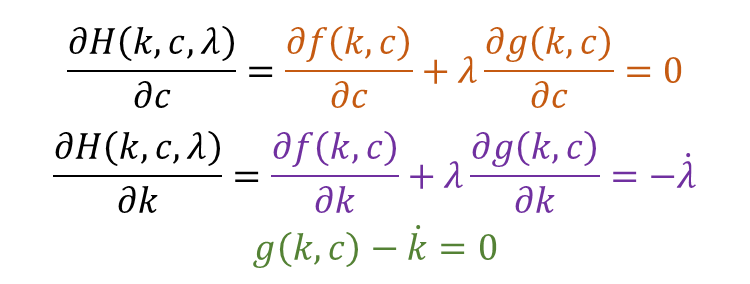 ∂H(k, c, λ)/∂c = ∂f(k, c)/∂c + λ ∂g(k, c)/∂c = 0
∂H(k, c, λ)/∂k = ∂f(k, c)/∂k + λ ∂g(k, c)/∂k = −λ̇
g(k, c) − k̇ = 0